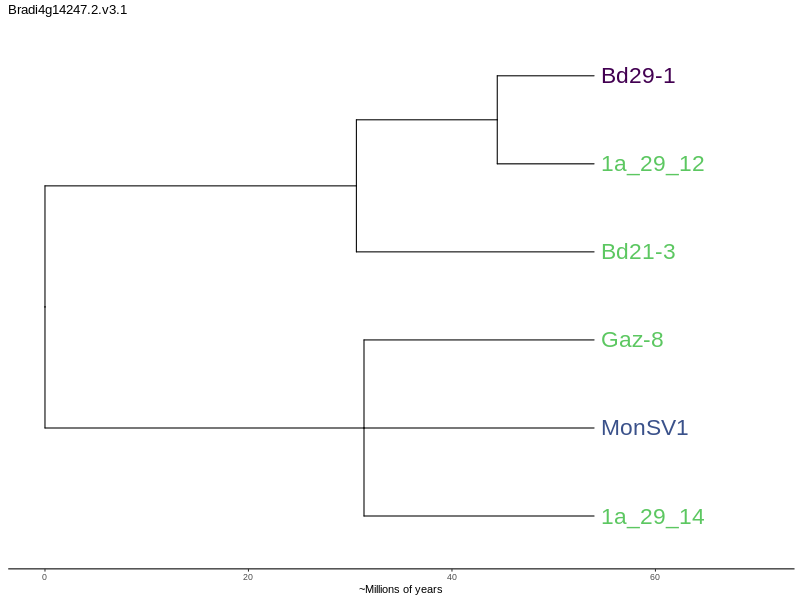 Bradi4g14247.2.v3.1
Bd29-1
1a_29_12
Bd21-3
Gaz-8
MonSV1
1a_29_14
0 20 40 60
~Millions of years